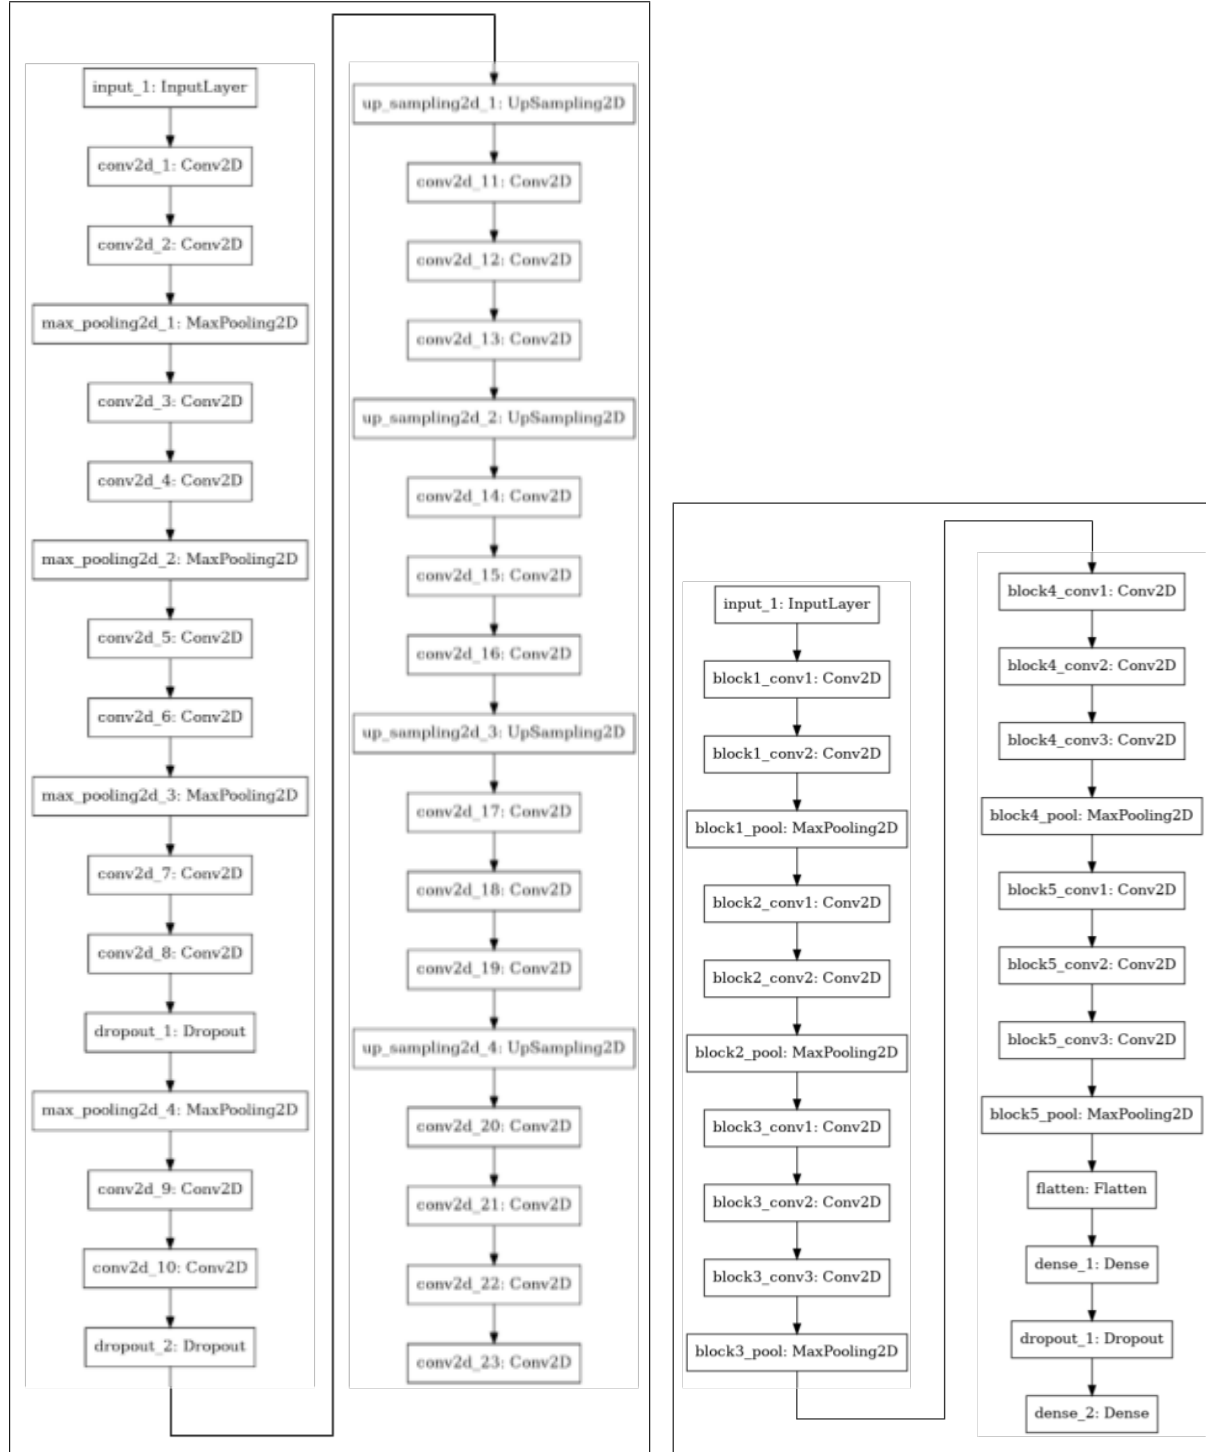 input_1: InputLayer
conv2d_1: Conv2D
conv2d_2: Conv2D
max_pooling2d_1: MaxPooling2D
conv2d_3: Conv2D
conv2d_4: Conv2D
max_pooling2d_2: MaxPooling2D
conv2d_5: Conv2D
conv2d_6: Conv2D
max_pooling2d_3: MaxPooling2D
conv2d_7: Conv2D
conv2d_8: Conv2D
dropout_1: Dropout
max_pooling2d_4: MaxPooling2D
conv2d_9: Conv2D
conv2d_10: Conv2D
dropout_2: Dropout
up_sampling2d_1: UpSampling2D
conv2d_11: Conv2D
conv2d_12: Conv2D
conv2d_13: Conv2D
up_sampling2d_2: UpSampling2D
conv2d_14: Conv2D
conv2d_15: Conv2D
conv2d_16: Conv2D
up_sampling2d_3: UpSampling2D
conv2d_17: Conv2D
conv2d_18: Conv2D
conv2d_19: Conv2D
up_sampling2d_4: UpSampling2D
conv2d_20: Conv2D
conv2d_21: Conv2D
conv2d_22: Conv2D
conv2d_23: Conv2D
input_1: InputLayer
block1_conv1: Conv2D
block1_conv2: Conv2D
block1_pool: MaxPooling2D
block2_conv1: Conv2D
block2_conv2: Conv2D
block2_pool: MaxPooling2D
block3_conv1: Conv2D
block3_conv2: Conv2D
block3_conv3: Conv2D
block3_pool: MaxPooling2D
block4_conv1: Conv2D
block4_conv2: Conv2D
block4_conv3: Conv2D
block4_pool: MaxPooling2D
block5_conv1: Conv2D
block5_conv2: Conv2D
block5_conv3: Conv2D
block5_pool: MaxPooling2D
flatten: Flatten
dense_1: Dense
dropout_1: Dropout
dense_2: Dense